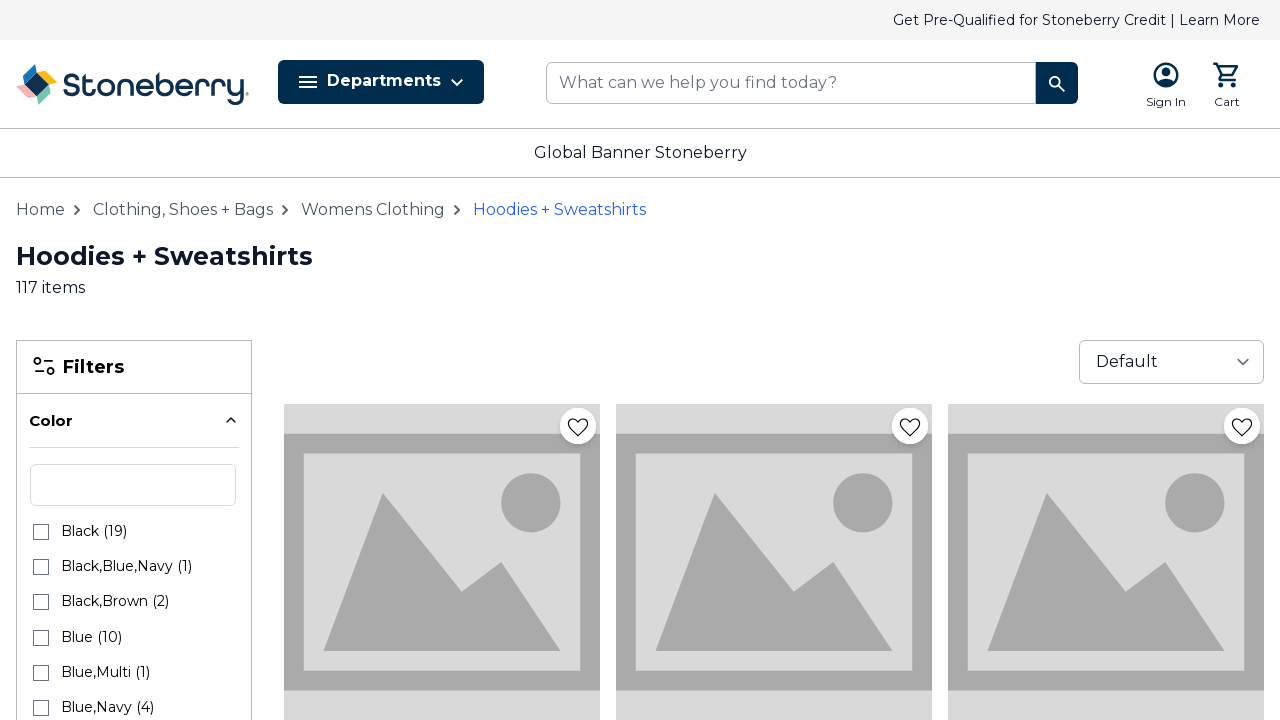 Get Pre-Qualified for Stoneberry Credit | Learn More
Stoneberry
Departments
What can we help you find today?
Sign In
Cart
Global Banner Stoneberry
Home
Clothing, Shoes + Bags
Womens Clothing
Hoodies + Sweatshirts
Hoodies + Sweatshirts
117 items
Filters
Default
Color
Black (19)
Black,Blue,Navy (1)
Black,Brown (2)
Blue (10)
Blue,Multi (1)
Blue,Navy (4)